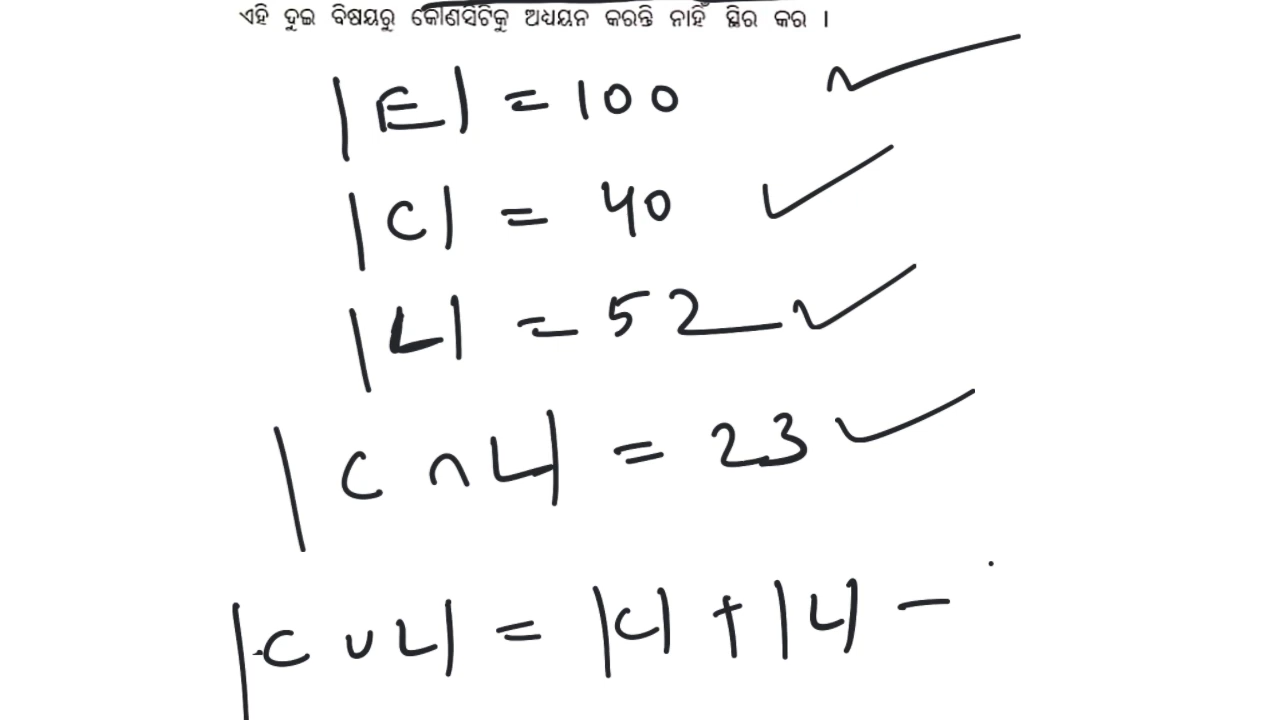 ଏହି ଦୁଇ ବିଷୟରୁ କୌଣସିଟିକୁ ଅଧ୍ୟୟନ କରନ୍ତି ନାହିଁ ସ୍ଥିର କର ।
|E| = 100
|C| = 40
|L| = 52
|C ∩ L| = 23
|C ∪ L| = |C| + |L| −